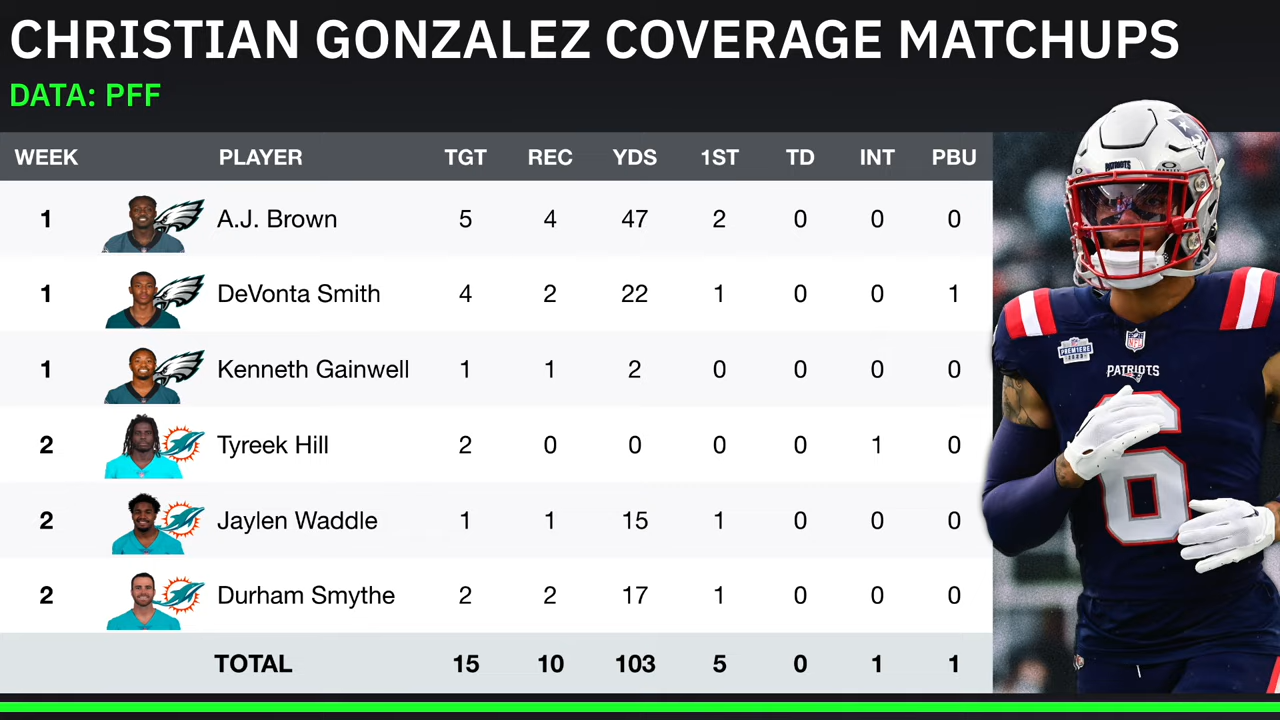 CHRISTIAN GONZALEZ COVERAGE MATCHUPS
DATA: PFF
WEEK PLAYER TGT REC YDS 1ST TD INT PBU
1 A.J. Brown 5 4 47 2 0 0 0
1 DeVonta Smith 4 2 22 1 0 0 1
1 Kenneth Gainwell 1 1 2 0 0 0 0
2 Tyreek Hill 2 0 0 0 0 1 0
2 Jaylen Waddle 1 1 15 1 0 0 0
2 Durham Smythe 2 2 17 1 0 0 0
TOTAL 15 10 103 5 0 1 1
PATRIOTS
NFL
PREMIERE
PATRIOTS
6